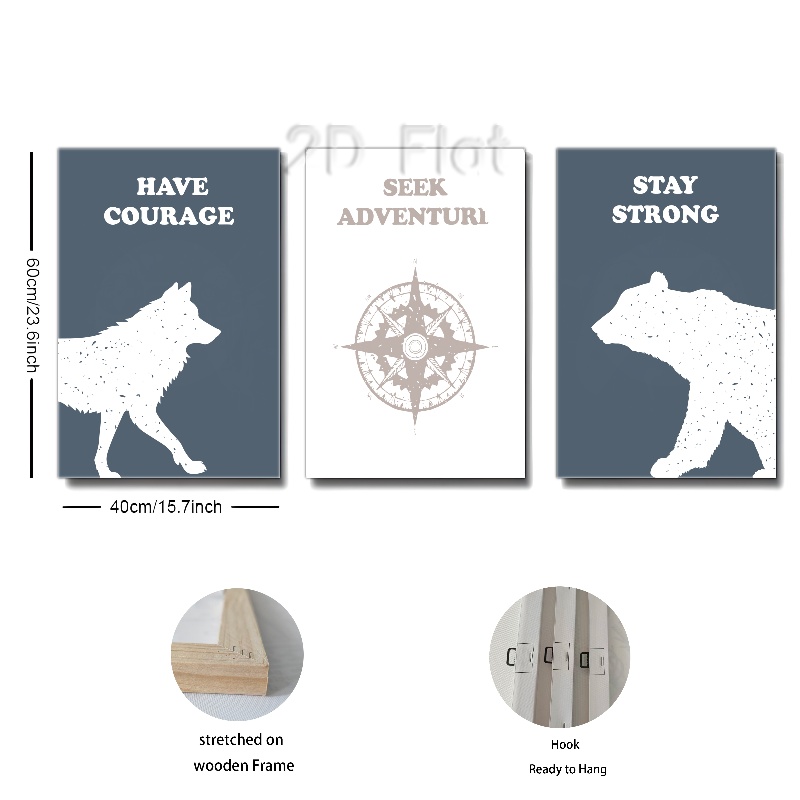 2D Flat
HAVE
COURAGE
SEEK
ADVENTURI
STAY
STRONG
60cm/23.6inch
40cm/15.7inch
stretched on
wooden Frame
Hook
Ready to Hang